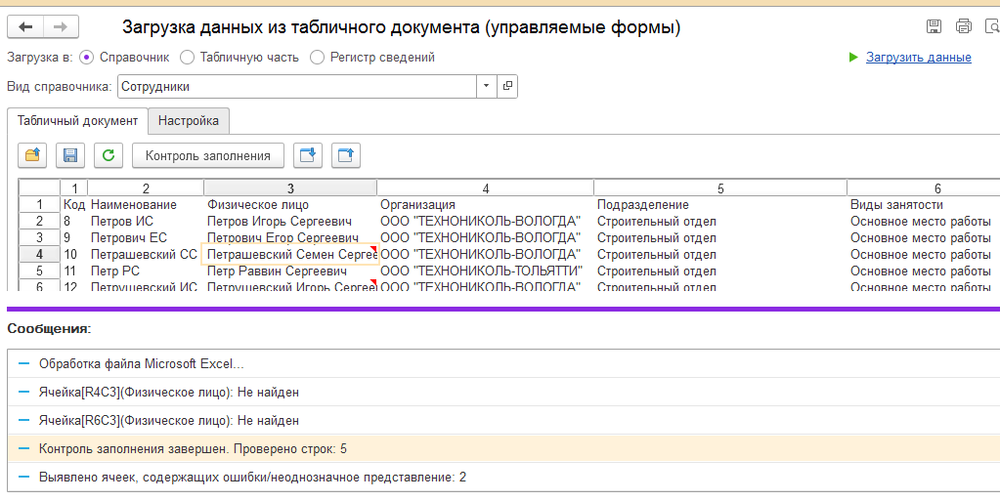 Загрузка данных из табличного документа (управляемые формы)
Загрузка в: Справочник Табличную часть Регистр сведений Загрузить данные
Вид справочника: Сотрудники
Табличный документ Настройка
Контроль заполнения
1 2 3 4 5 6
1 Код Наименование Физическое лицо Организация Подразделение Виды занятости
2 8 Петров ИС Петров Игорь Сергеевич ООО "ТЕХНОНИКОЛЬ-ВОЛОГДА" Строительный отдел Основное место работы
3 9 Петрович ЕС Петрович Егор Сергеевич ООО "ТЕХНОНИКОЛЬ-ВОЛОГДА" Строительный отдел Основное место работы
4 10 Петрашевский СС Петрашевский Семен Сергее ООО "ТЕХНОНИКОЛЬ-ВОЛОГДА" Строительный отдел Основное место работы
5 11 Петр РС Петр Раввин Сергеевич ООО "ТЕХНОНИКОЛЬ-ТОЛЬЯТТИ" Строительный отдел Основное место работы
6 12 Петрушевский ИС Петрушевский Игорь Сергее ООО "ТЕХНОНИКОЛЬ-ВОЛОГДА" Строительный отдел Основное место работы
Сообщения:
Обработка файла Microsoft Excel...
Ячейка[R4C3](Физическое лицо): Не найден
Ячейка[R6C3](Физическое лицо): Не найден
Контроль заполнения завершен. Проверено строк: 5
Выявлено ячеек, содержащих ошибки/неоднозначное представление: 2